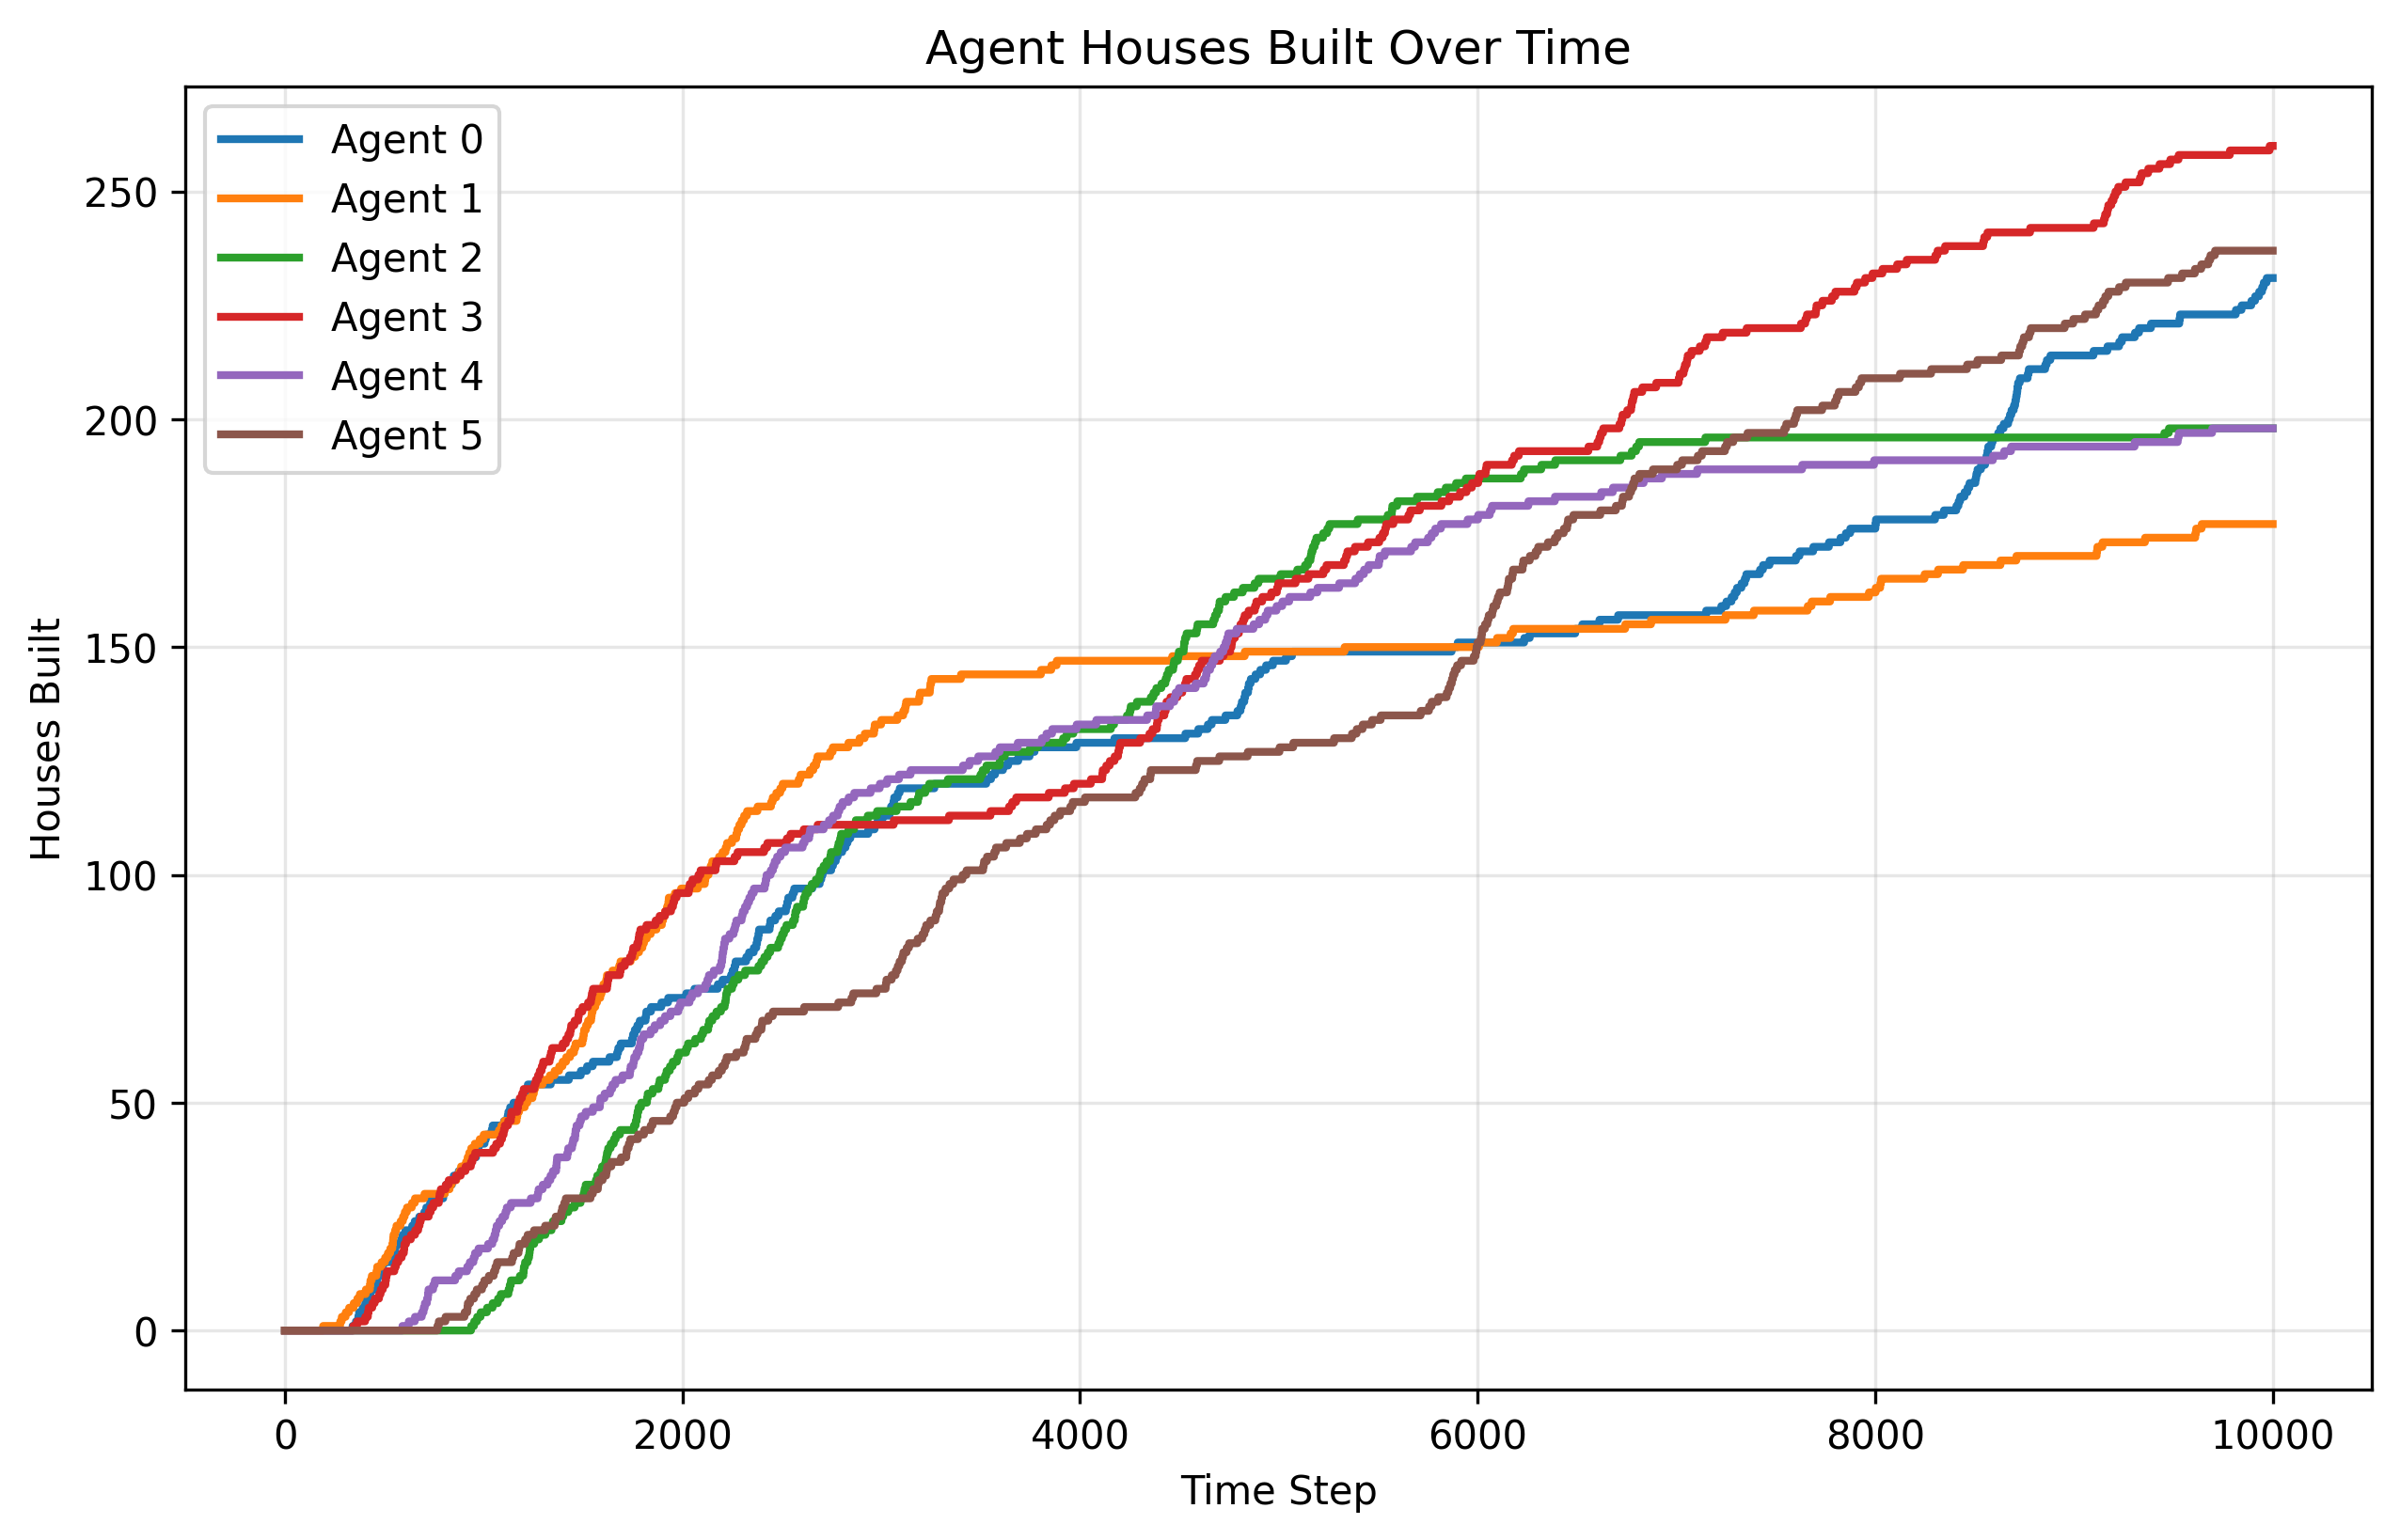 Agent Houses Built Over Time
Agent 0
Agent 1
Agent 2
Agent 3
Agent 4
Agent 5
250
200
150
100
50
0
Houses Built
0 2000 4000 6000 8000 10000
Time Step